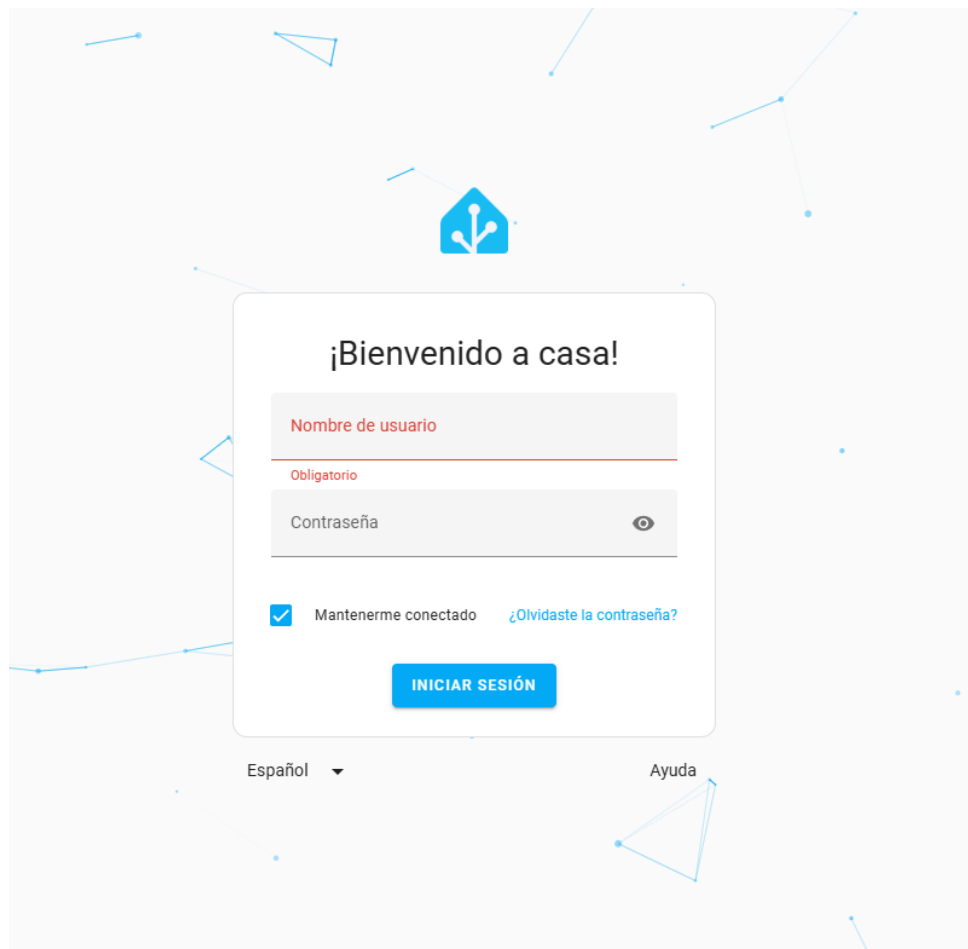 ¡Bienvenido a casa!
Nombre de usuario
Obligatorio
Contraseña
Mantenerme conectado ¿Olvidaste la contraseña?
INICIAR SESIÓN
Español Ayuda